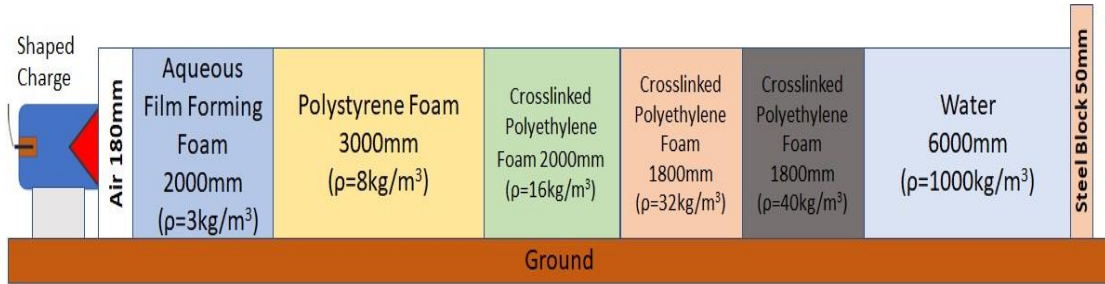 Shaped
Charge
Air 180mm
Aqueous
Film Forming
Foam
2000mm
(ρ=3kg/m³)
Polystyrene Foam
3000mm
(ρ=8kg/m³)
Crosslinked
Polyethylene
Foam 2000mm
(ρ=16kg/m³)
Crosslinked
Polyethylene
Foam
1800mm
(ρ=32kg/m³)
Crosslinked
Polyethylene
Foam
1800mm
(ρ=40kg/m³)
Water
6000mm
(ρ=1000kg/m³)
Steel Block 50mm
Ground